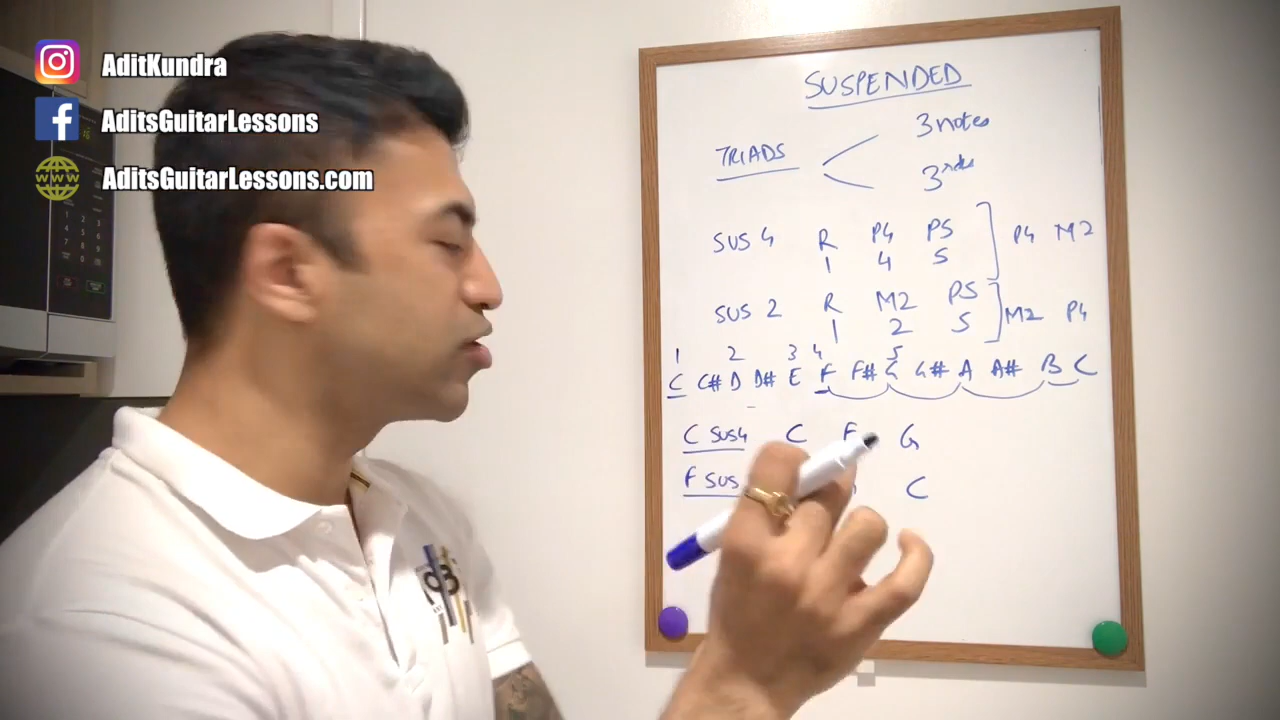 AditKundra
AditsGuitarLessons
AditsGuitarLessons.com
SUSPENDED
TRIADS
3 notes
3rds
SUS 4 R P4 P5 P4 M2
1 4 5
SUS 2 R M2 P5 M2 P4
1 2 5
1 2 3 4 5
C C# D D# E F F# G G# A A# B C
C SUS4 C F G
F SUS C